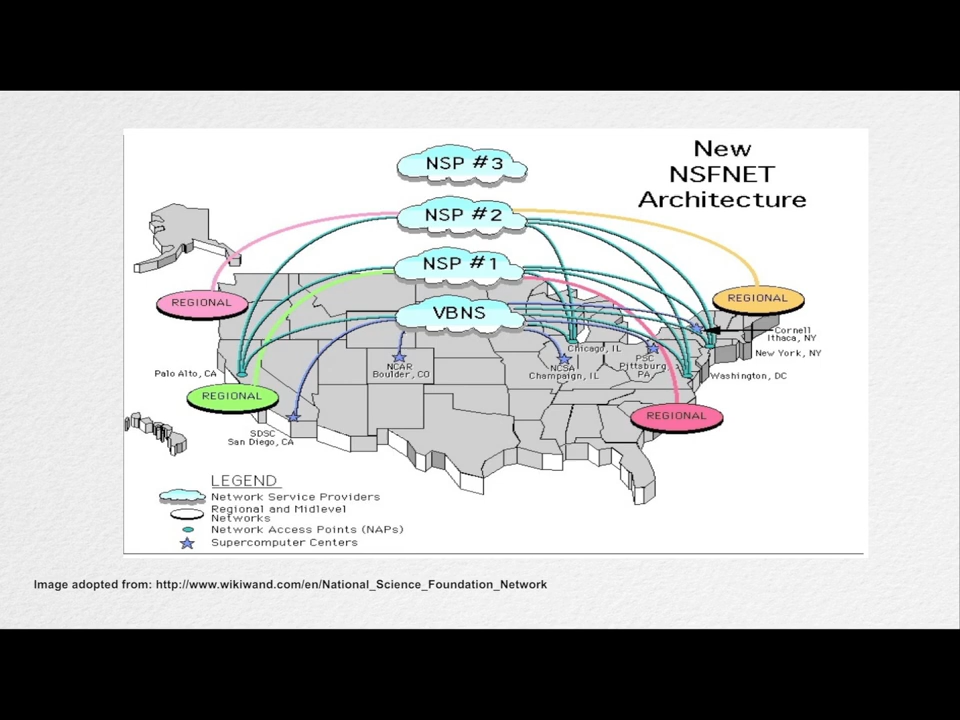 New
NSFNET
Architecture
NSP #3
NSP #2
NSP #1
VBNS
REGIONAL
REGIONAL
REGIONAL
REGIONAL
Cornell
Ithaca, NY
New York, NY
Washington, DC
Chicago, IL
PSC
Pittsburg,
PA
NCSA
Champaign, IL
NCAR
Boulder, CO
Palo Alto, CA
SDSC
San Diego, CA
LEGEND
Network Service Providers
Regional and Midlevel
Networks
Network Access Points (NAPs)
Supercomputer Centers
Image adopted from: http://www.wikiwand.com/en/National_Science_Foundation_Network